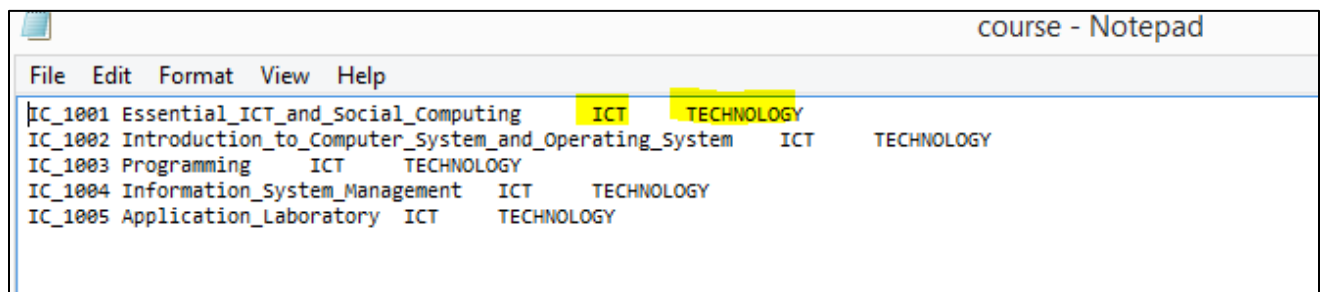 course - Notepad
File Edit Format View Help
IC_1001 Essential_ICT_and_Social_Computing ICT TECHNOLOGY
IC_1002 Introduction_to_Computer_System_and_Operating_System ICT TECHNOLOGY
IC_1003 Programming ICT TECHNOLOGY
IC_1004 Information_System_Management ICT TECHNOLOGY
IC_1005 Application_Laboratory ICT TECHNOLOGY